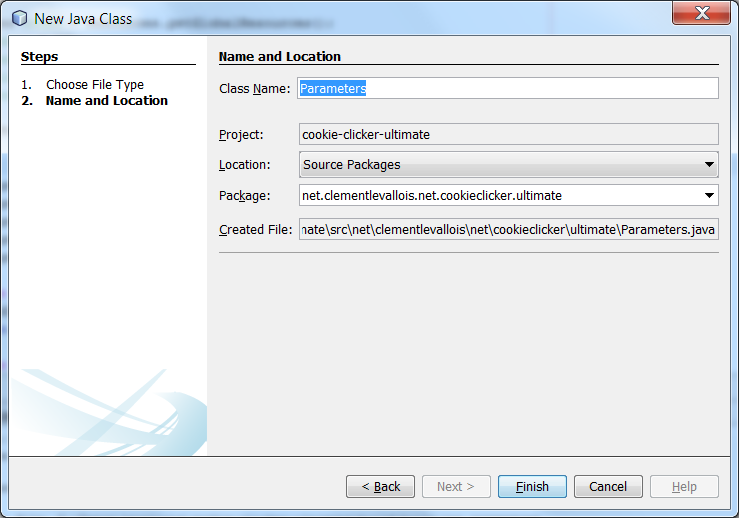 New Java Class
Steps
1. Choose File Type
2. Name and Location
Name and Location
Class Name: Parameters
Project: cookie-clicker-ultimate
Location: Source Packages
Package: net.clementlevallois.net.cookieclicker.ultimate
Created File: nate\src\net\clementlevallois\net\cookieclicker\ultimate\Parameters.java
< Back Next > Finish Cancel Help